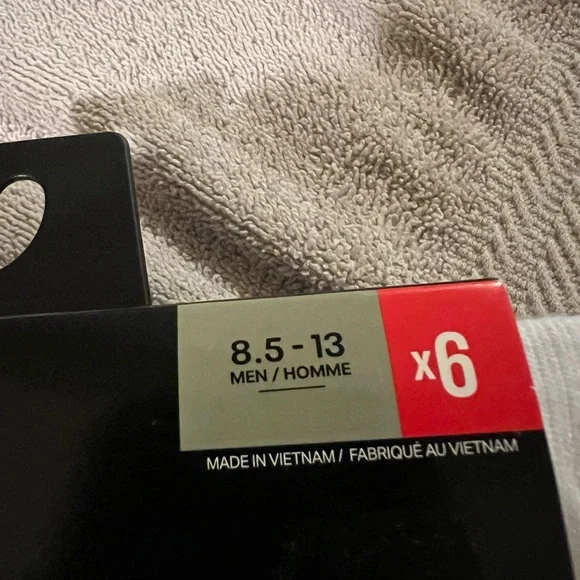 8.5 - 13
MEN / HOMME
x6
MADE IN VIETNAM / FABRIQUÉ AU VIETNAM